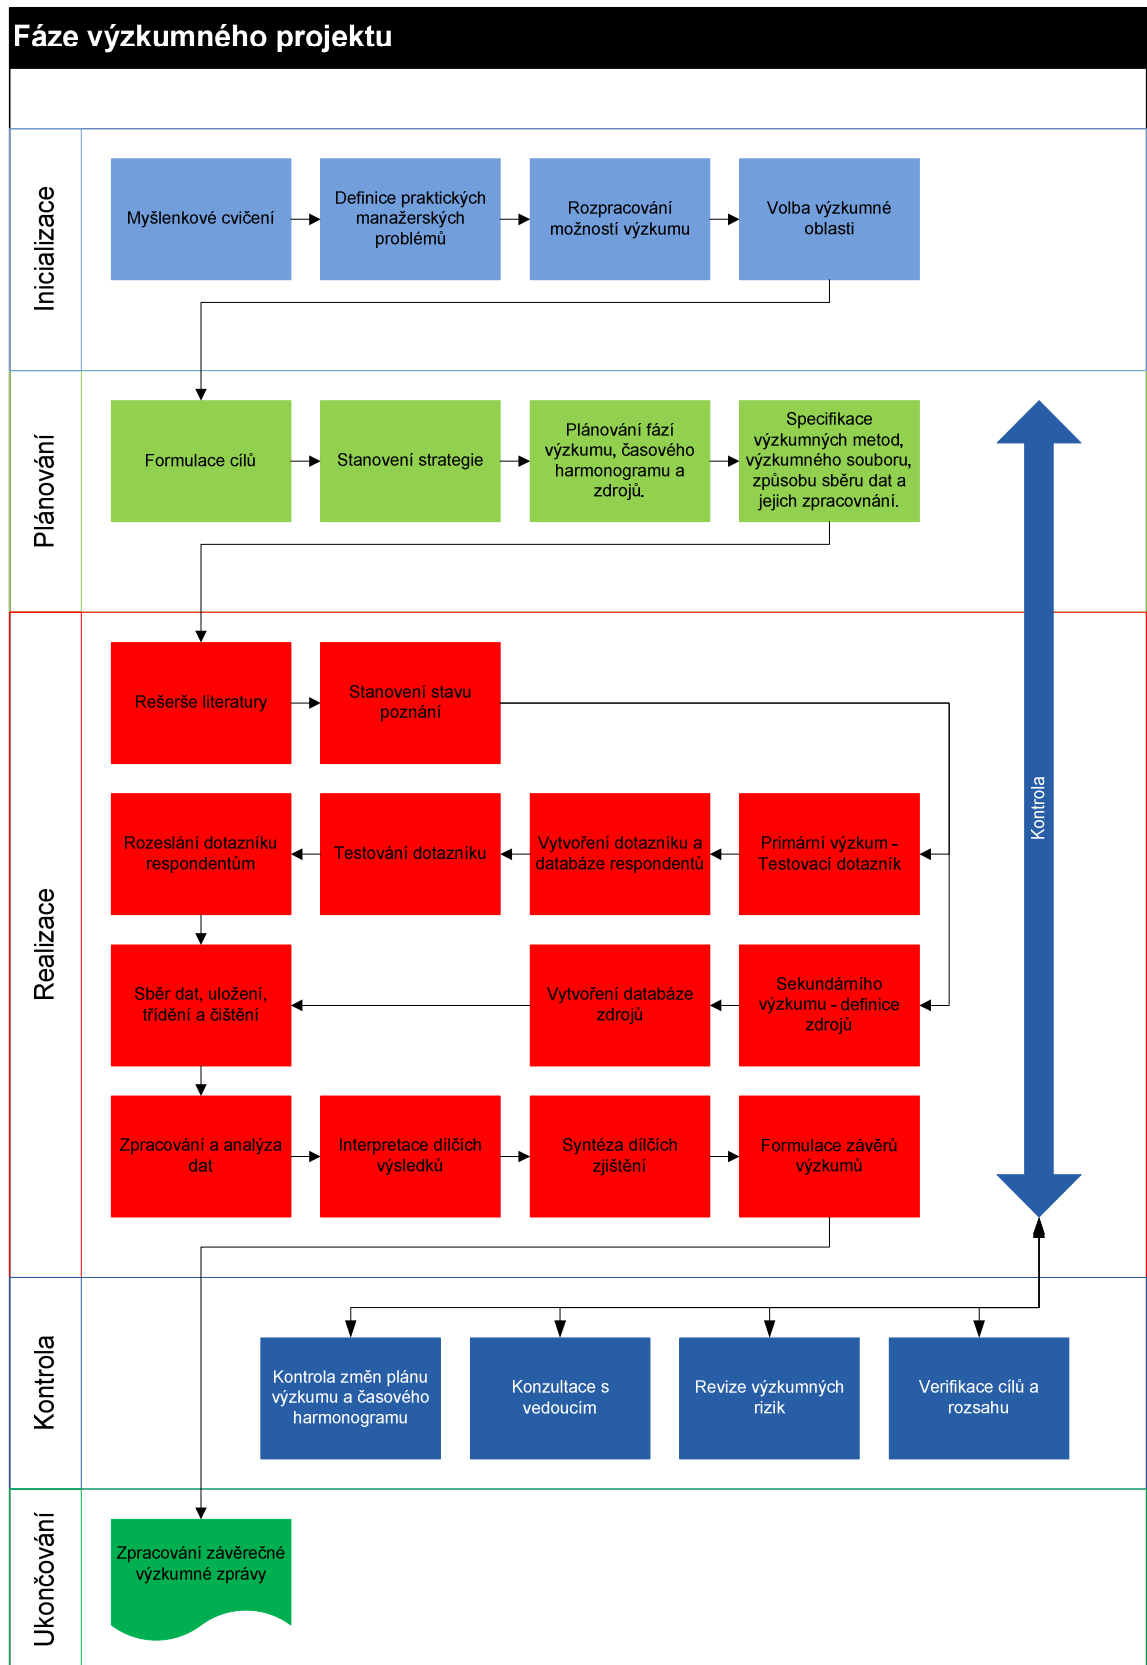 Fáze výzkumného projektu
Inicializace
Myšlenkové cvičení
Definice praktických
manažerských
problémů
Rozpracování
možností výzkumu
Volba výzkumné
oblasti
Plánování
Formulace cílů
Stanovení strategie
Plánování fází
výzkumu, časového
harmonogramu a
zdrojů.
Specifikace
výzkumných metod,
výzkumného souboru,
způsobu sběru dat a
jejich zpracovnání.
Kontrola
Realizace
Rešerše literatury
Stanovení stavu
poznání
Rozeslání dotazníku
respondentům
Testování dotazníku
Vytvoření dotazníku a
databáze respondentů
Primární výzkum -
Testovací dotazník
Sběr dat, uložení,
třídění a čištění
Vytvoření databáze
zdrojů
Sekundárního
výzkumu - definice
zdrojů
Zpracování a analýza
dat
Interpretace dílčích
výsledků
Syntéza dílčích
zjištění
Formulace závěrů
výzkumů
Kontrola
Kontrola změn plánu
výzkumu a časového
harmonogramu
Konzultace s
vedoucím
Revize výzkumných
rizik
Verifikace cílů a
rozsahu
Ukončování
Zpracování závěrečné
výzkumné zprávy